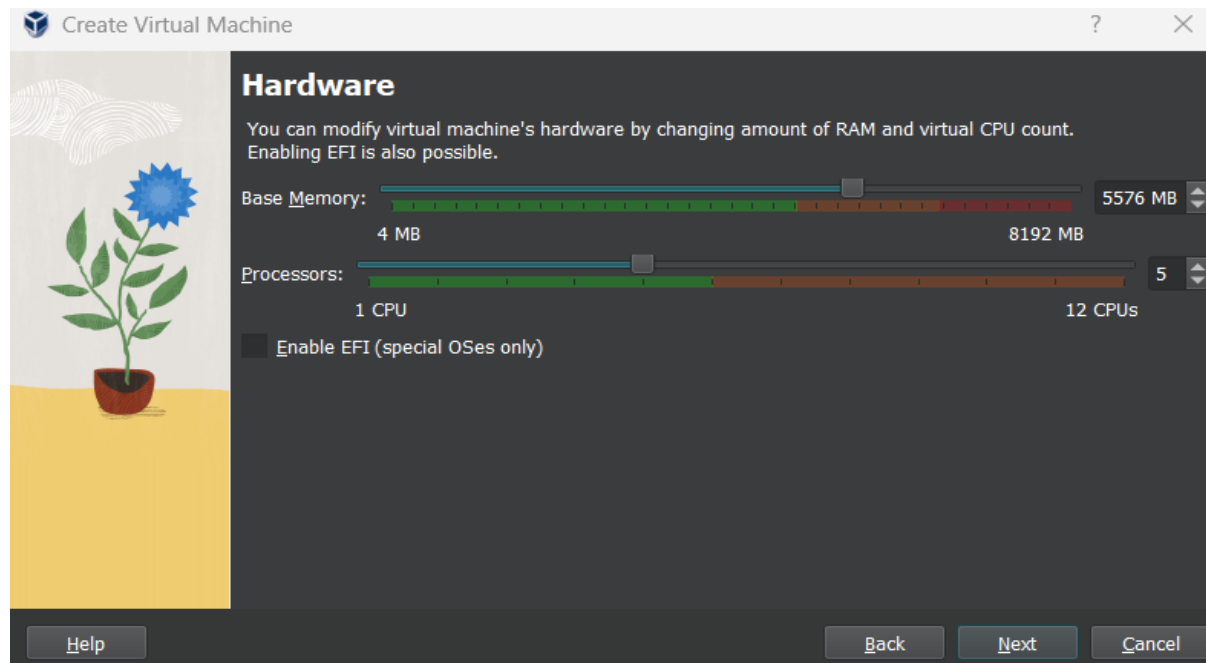 Create Virtual Machine ?
Hardware
You can modify virtual machine's hardware by changing amount of RAM and virtual CPU count.
Enabling EFI is also possible.
Base Memory: 5576 MB
4 MB 8192 MB
Processors: 5
1 CPU 12 CPUs
Enable EFI (special OSes only)
Help Back Next Cancel